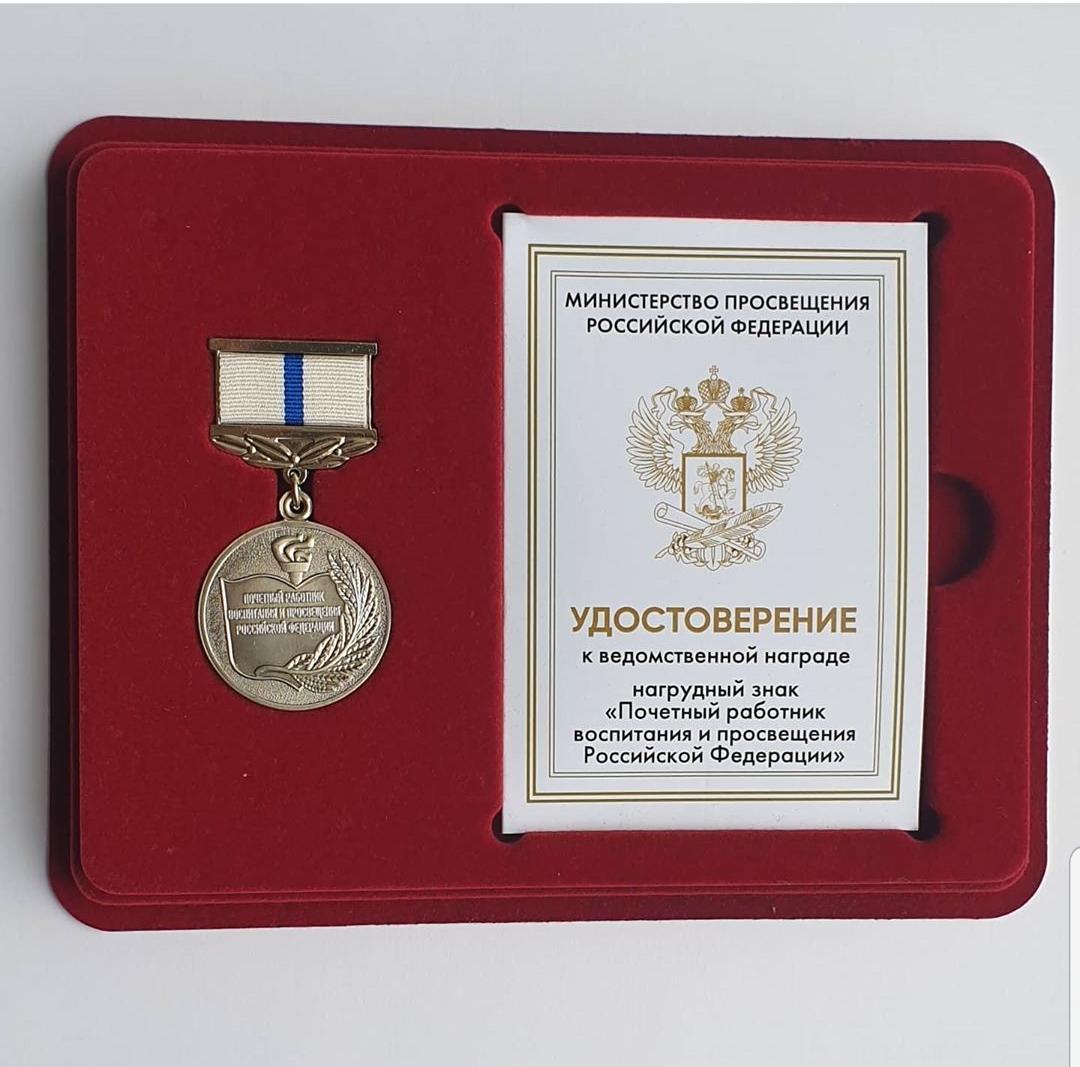 ПОЧЕТНЫЙ РАБОТНИК
ВОСПИТАНИЯ И ПРОСВЕЩЕНИЯ
РОССИЙСКОЙ ФЕДЕРАЦИИ
МИНИСТЕРСТВО ПРОСВЕЩЕНИЯ
РОССИЙСКОЙ ФЕДЕРАЦИИ
УДОСТОВЕРЕНИЕ
к ведомственной награде
нагрудный знак
«Почетный работник
воспитания и просвещения
Российской Федерации»